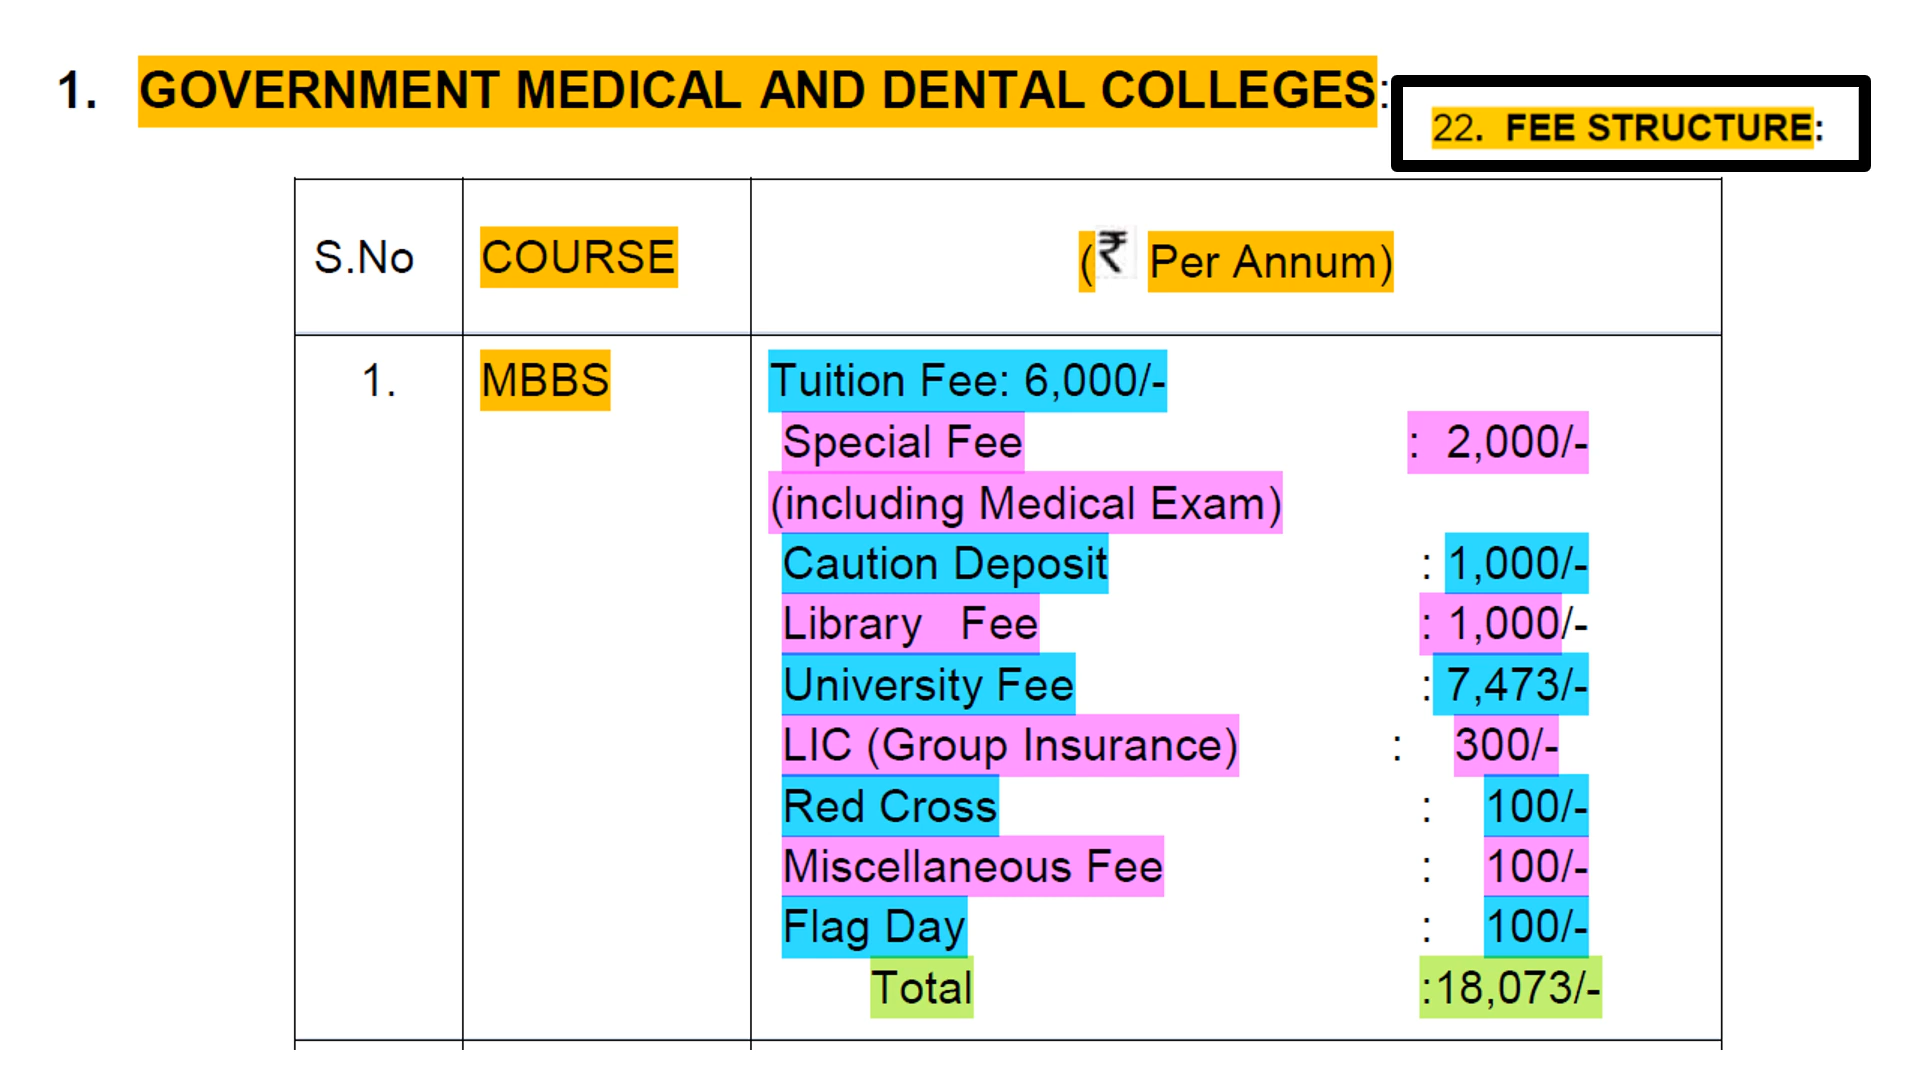 1. GOVERNMENT MEDICAL AND DENTAL COLLEGES:
22. FEE STRUCTURE:
S.No COURSE (₹ Per Annum)
1. MBBS Tuition Fee: 6,000/-
Special Fee : 2,000/-
(including Medical Exam)
Caution Deposit : 1,000/-
Library Fee : 1,000/-
University Fee : 7,473/-
LIC (Group Insurance) : 300/-
Red Cross : 100/-
Miscellaneous Fee : 100/-
Flag Day : 100/-
Total :18,073/-